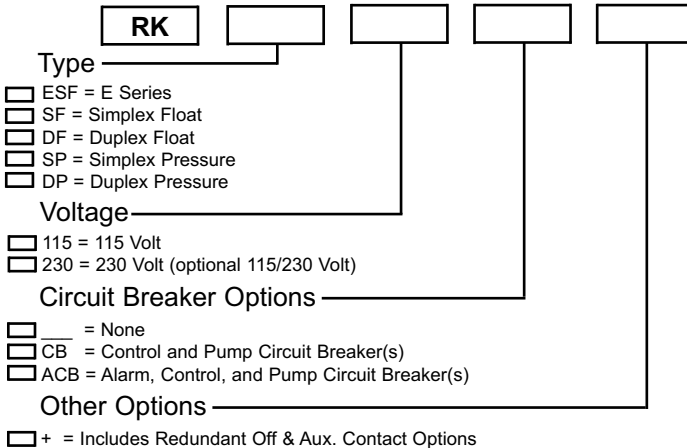 RK
Type
ESF = E Series
SF = Simplex Float
DF = Duplex Float
SP = Simplex Pressure
DP = Duplex Pressure
Voltage
115 = 115 Volt
230 = 230 Volt (optional 115/230 Volt)
Circuit Breaker Options
___ = None
CB = Control and Pump Circuit Breaker(s)
ACB = Alarm, Control, and Pump Circuit Breaker(s)
Other Options
+ = Includes Redundant Off & Aux. Contact Options